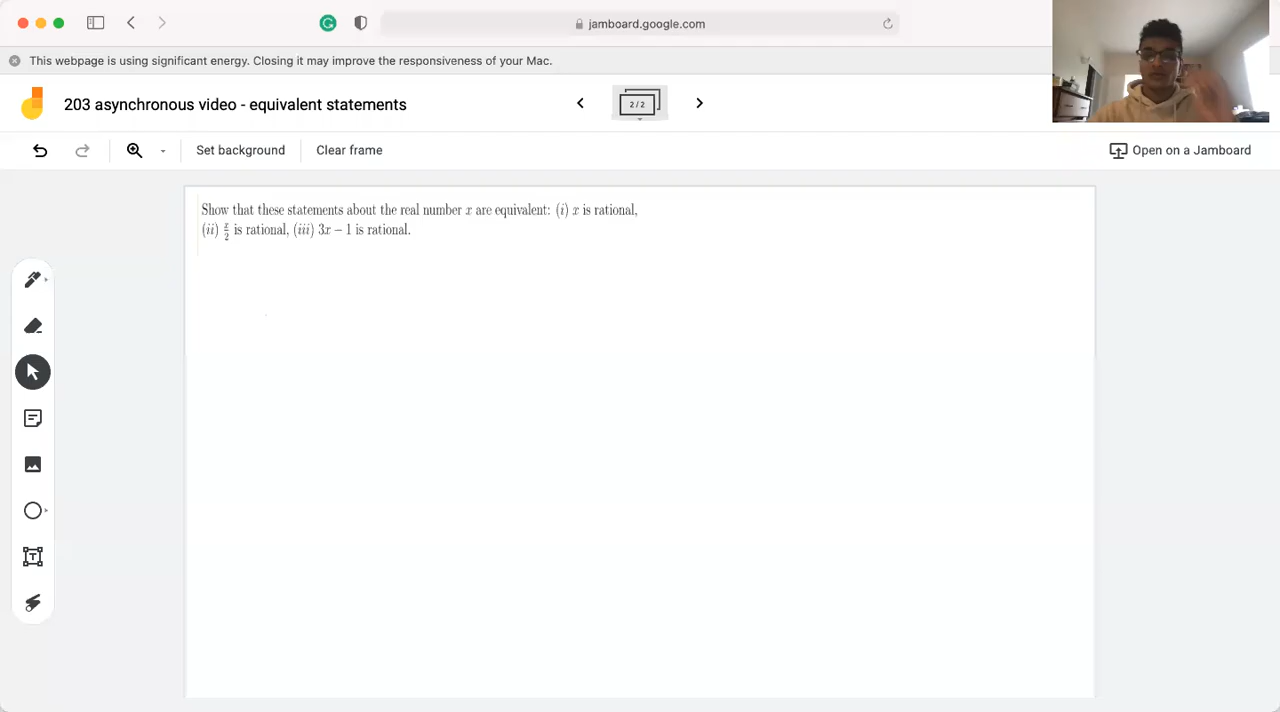 jamboard.google.com
This webpage is using significant energy. Closing it may improve the responsiveness of your Mac.
203 asynchronous video - equivalent statements
2 / 2
Set background
Clear frame
Open on a Jamboard
Show that these statements about the real number x are equivalent: (i) x is rational,
(ii) x/2 is rational, (iii) 3x − 1 is rational.